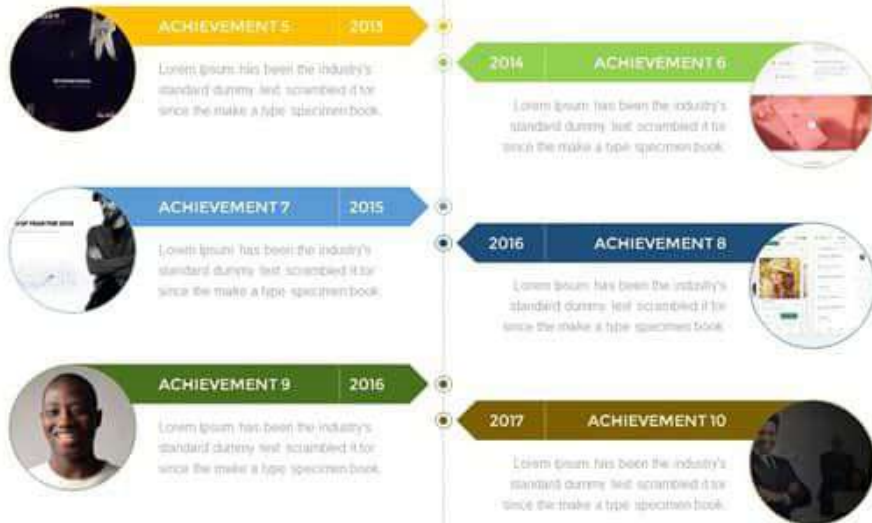 ACHIEVEMENT 5 2013
Lorem Ipsum has been the industry's
standard dummy text scrambled it for
since the make a type specimen book.
2014 ACHIEVEMENT 6
Lorem Ipsum has been the industry's
standard dummy text scrambled it for
since the make a type specimen book.
ACHIEVEMENT 7 2015
Lorem Ipsum has been the industry's
standard dummy text scrambled it for
since the make a type specimen book.
2016 ACHIEVEMENT 8
Lorem Ipsum has been the industry's
standard dummy text scrambled it for
since the make a type specimen book.
ACHIEVEMENT 9 2016
Lorem Ipsum has been the industry's
standard dummy text scrambled it for
since the make a type specimen book.
2017 ACHIEVEMENT 10
Lorem Ipsum has been the industry's
standard dummy text scrambled it for
since the make a type specimen book.